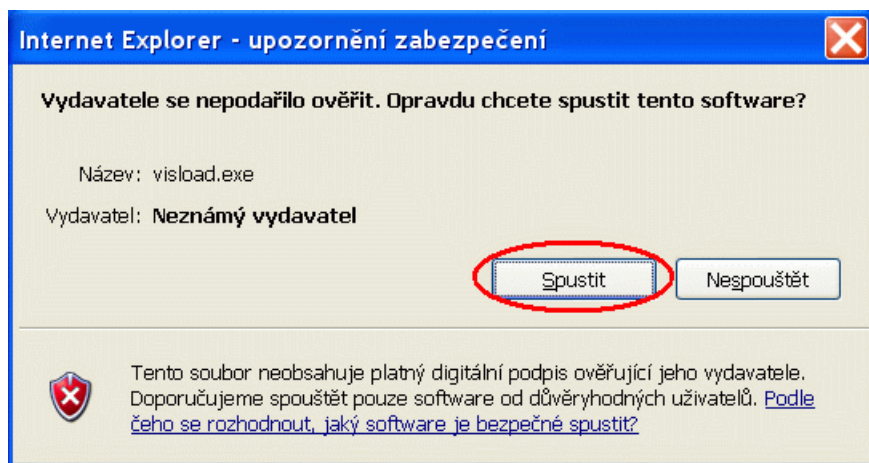 Internet Explorer - upozornění zabezpečení
Vydavatele se nepodařilo ověřit. Opravdu chcete spustit tento software?
Název: visload.exe
Vydavatel: Neznámý vydavatel
Spustit
Nespouštět
Tento soubor neobsahuje platný digitální podpis ověřující jeho vydavatele.
Doporučujeme spouštět pouze software od důvěryhodných uživatelů. Podle
čeho se rozhodnout, jaký software je bezpečné spustit?